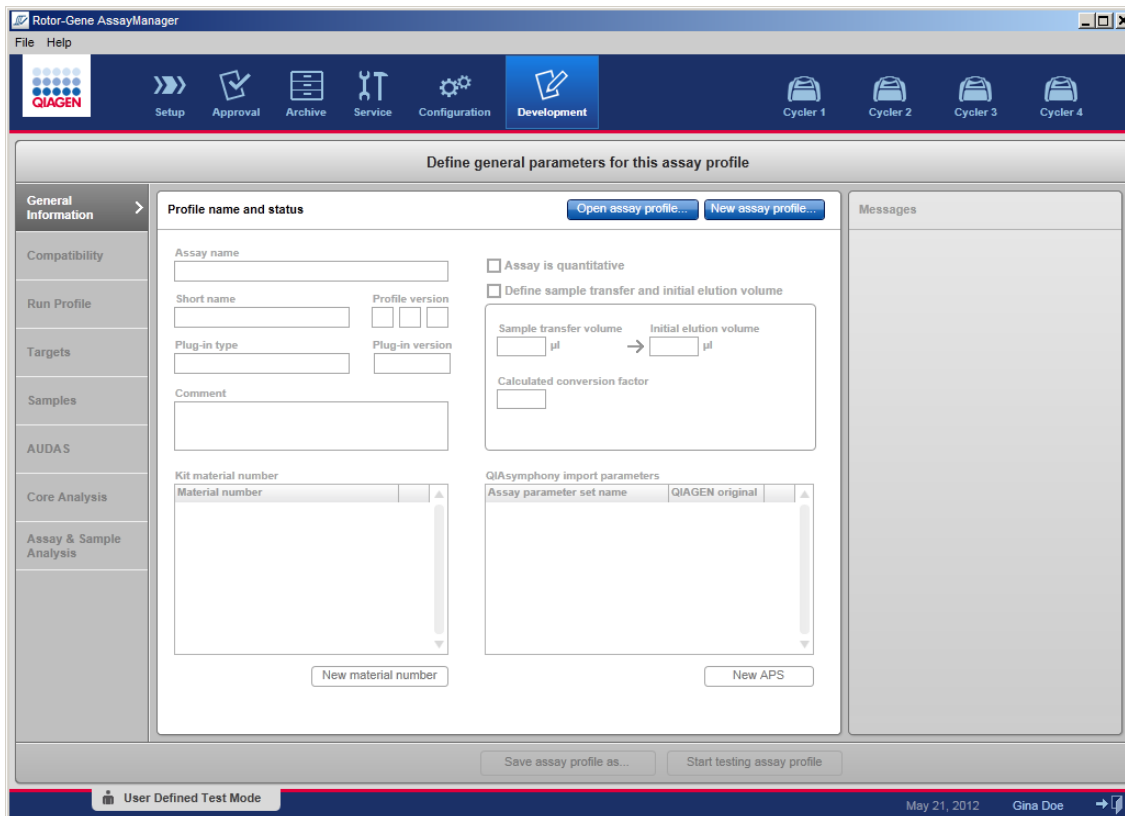 Rotor-Gene AssayManager
File Help
QIAGEN
Setup Approval Archive Service Configuration Development Cycler 1 Cycler 2 Cycler 3 Cycler 4
Define general parameters for this assay profile
General
Information
Compatibility
Run Profile
Targets
Samples
AUDAS
Core Analysis
Assay & Sample
Analysis
Profile name and status Open assay profile... New assay profile...
Assay name
Short name Profile version
Plug-in type Plug-in version
Comment
Assay is quantitative
Define sample transfer and initial elution volume
Sample transfer volume Initial elution volume
µl µl
Calculated conversion factor
Kit material number
Material number
New material number
QIAsymphony import parameters
Assay parameter set name QIAGEN original
New APS
Messages
Save assay profile as... Start testing assay profile
User Defined Test Mode
May 21, 2012 Gina Doe